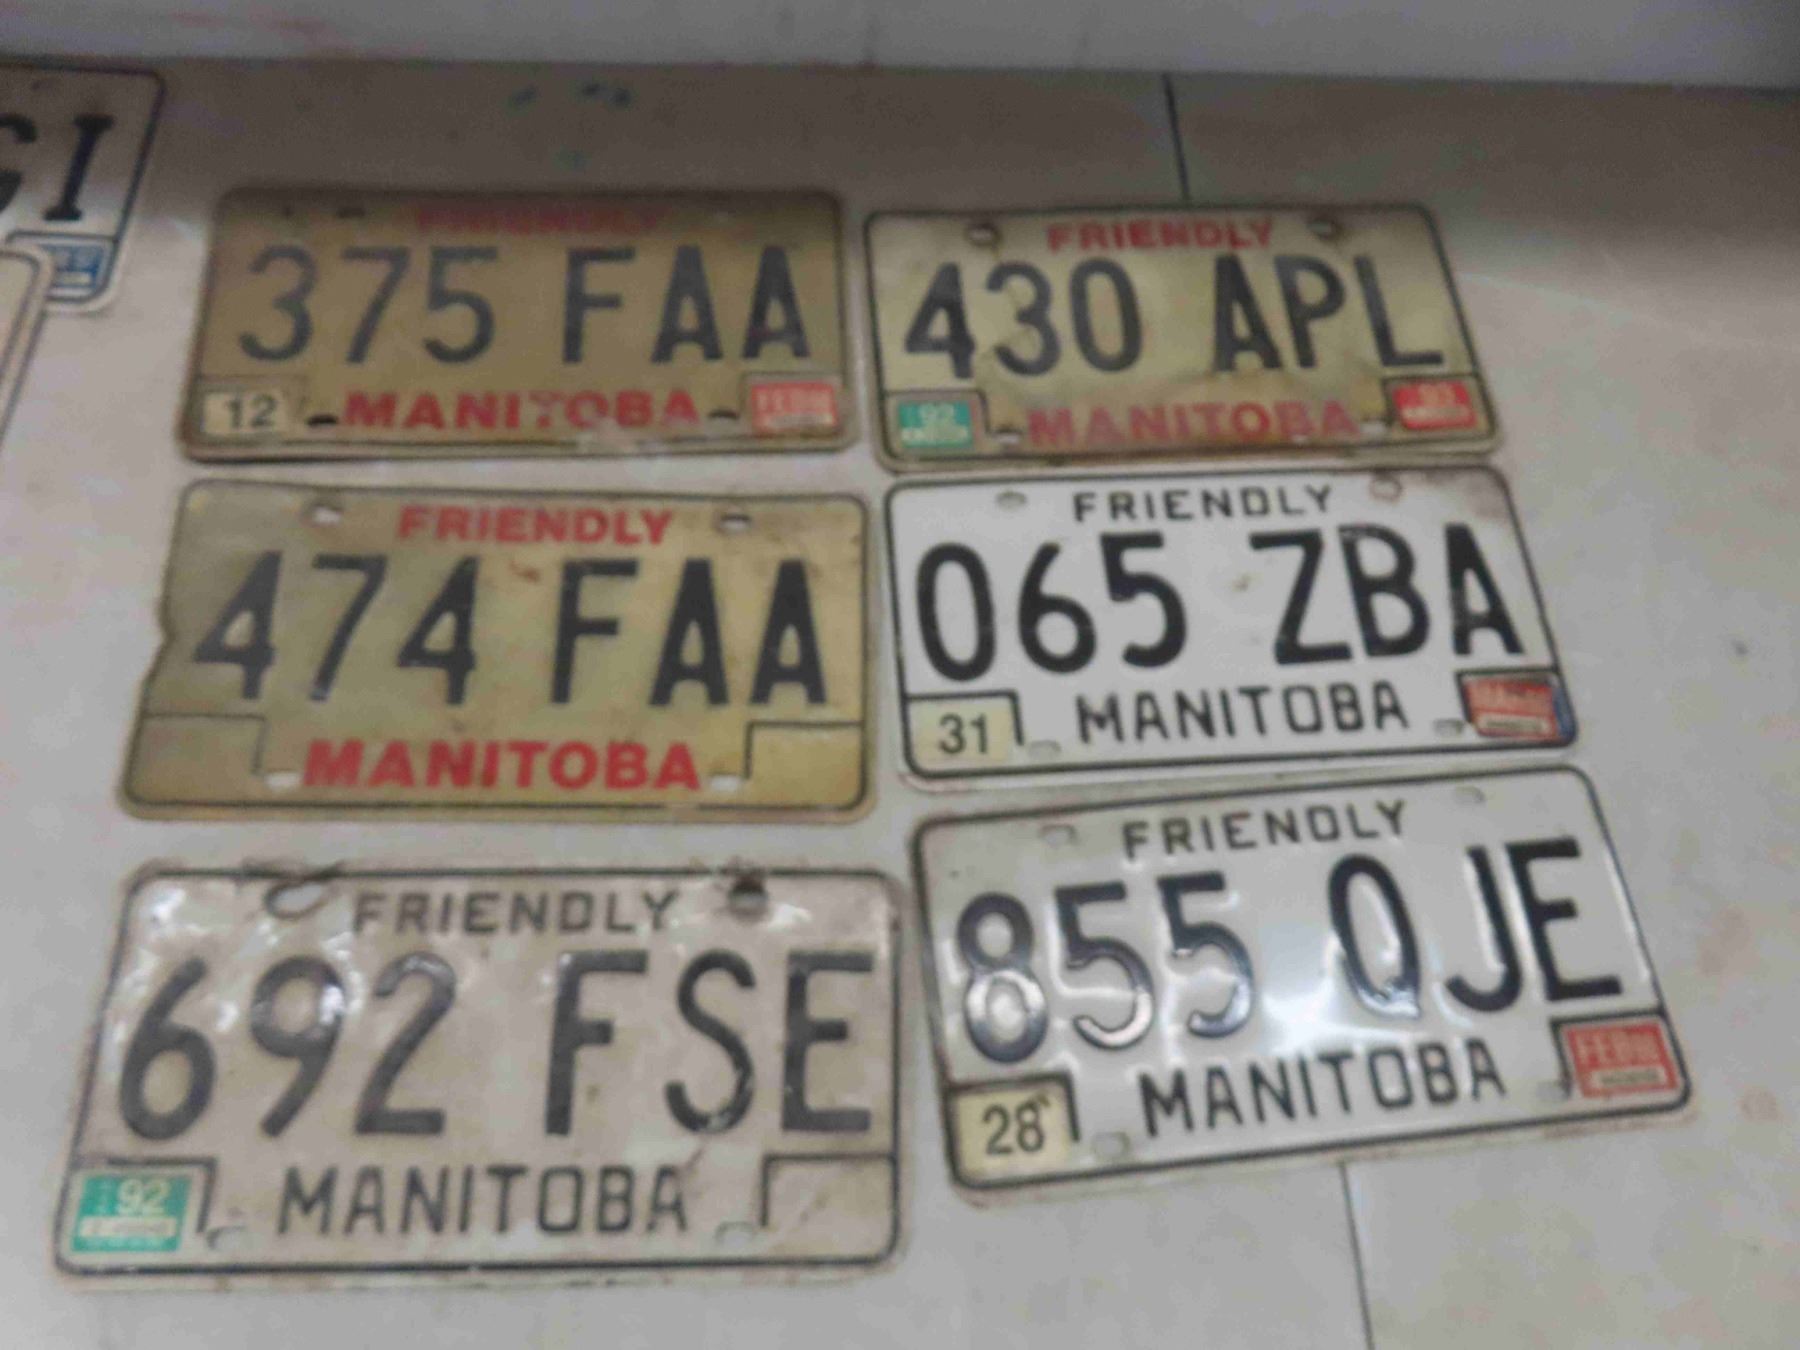 GI
FRIENDLY
375 FAA
12 MANITOBA
FRIENDLY
430 APL
92 MANITOBA
FRIENDLY
474 FAA
MANITOBA
FRIENDLY
065 ZBA
31 MANITOBA
FRIENDLY
692 FSE
92 MANITOBA
FRIENDLY
855 QJE
28 MANITOBA